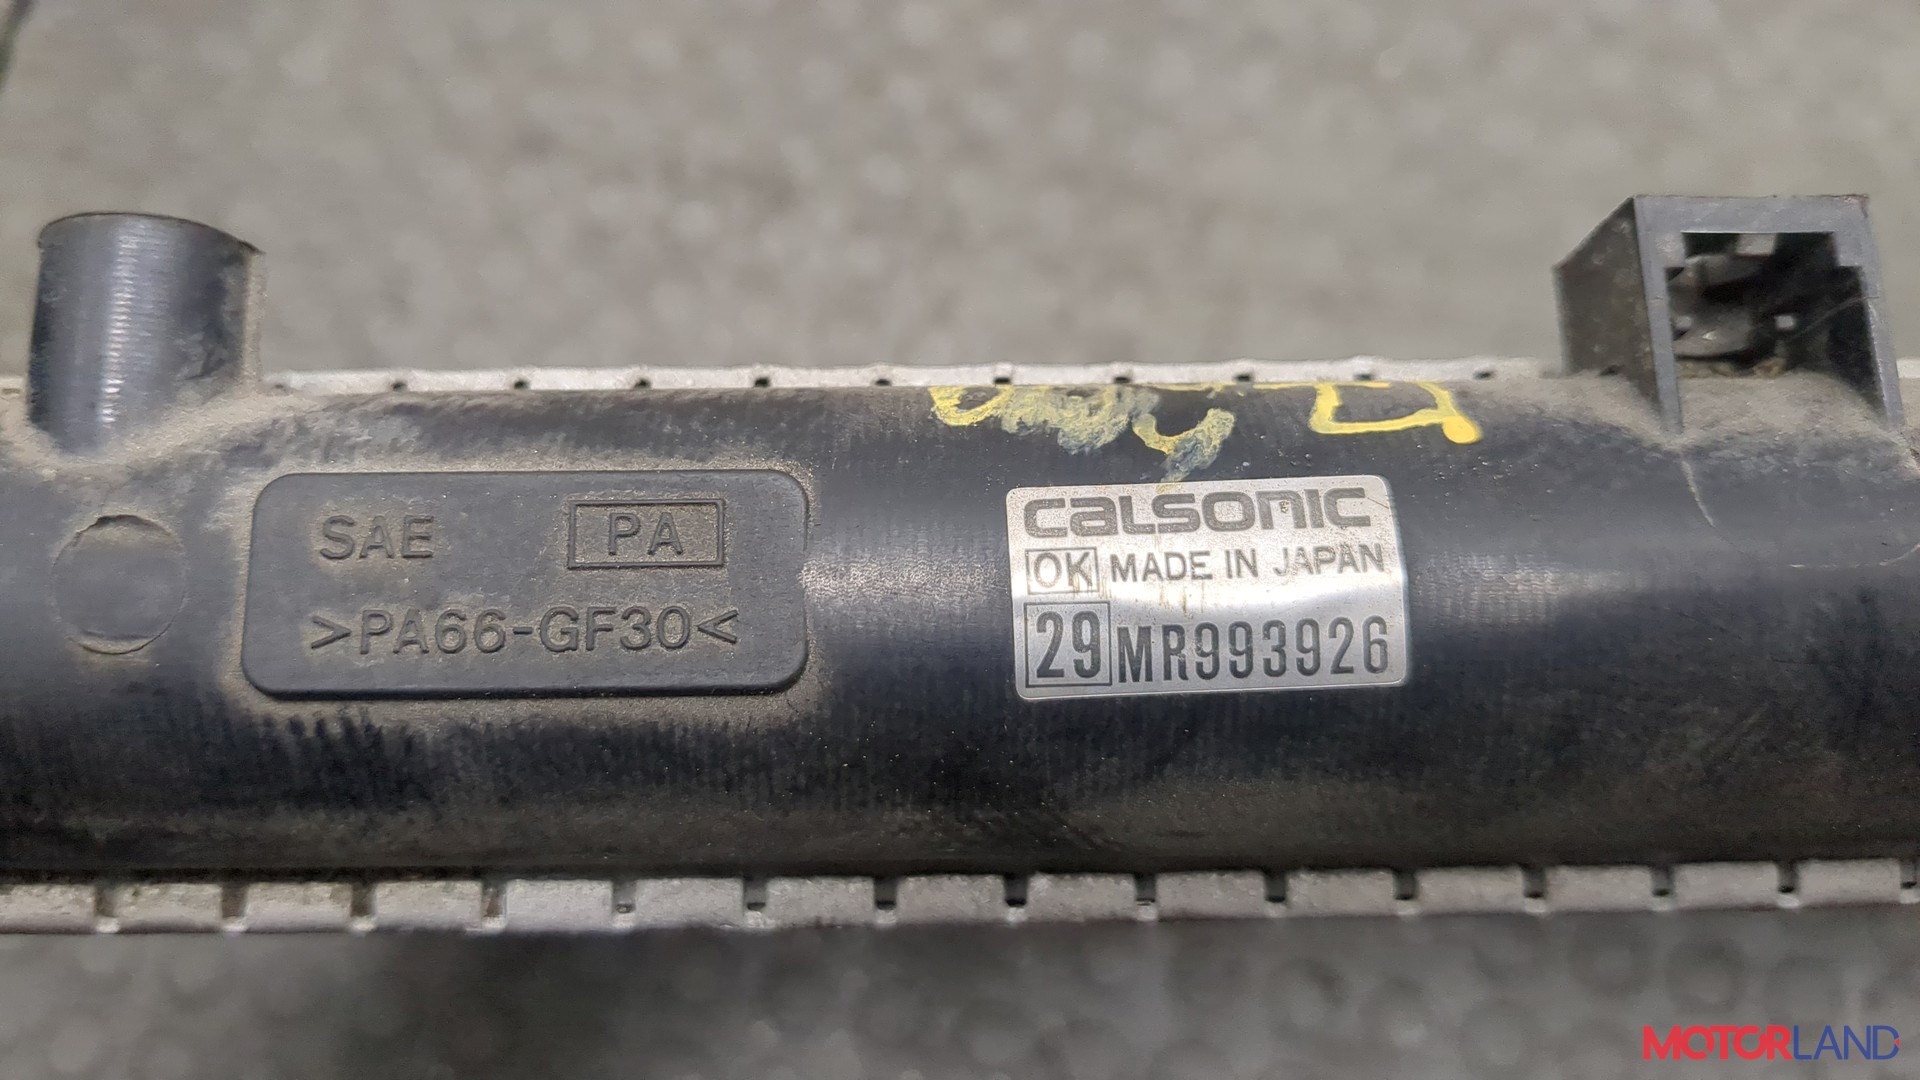 SAE PA
>PA66-GF30<
CALSONIC
OK MADE IN JAPAN
29 MR993926
MOTORLAND